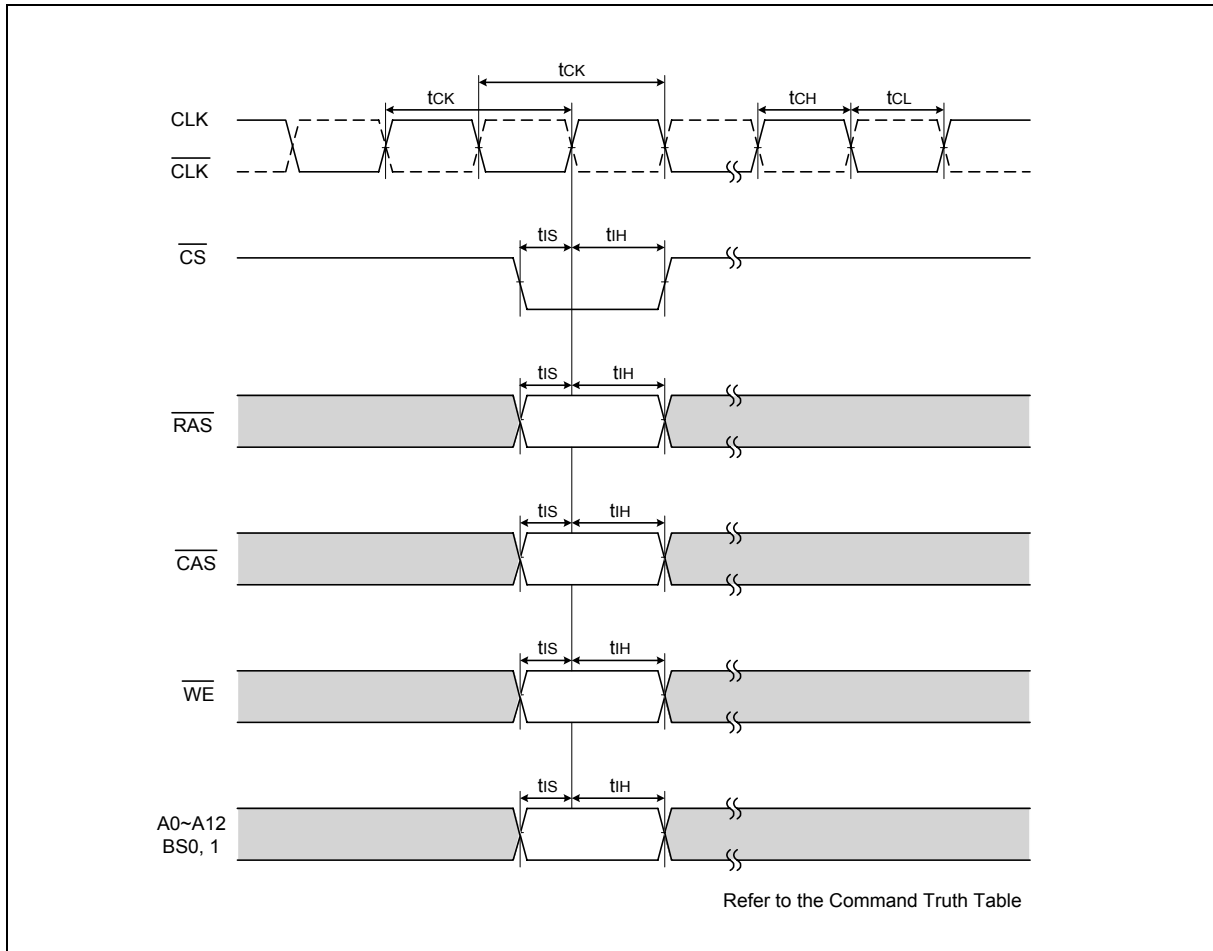 tCK
tCK
tCH
tCL
CLK
CLK
tIS
tIH
CS
tIS
tIH
RAS
tIS
tIH
CAS
tIS
tIH
WE
tIS
tIH
A0~A12
BS0, 1
Refer to the Command Truth Table